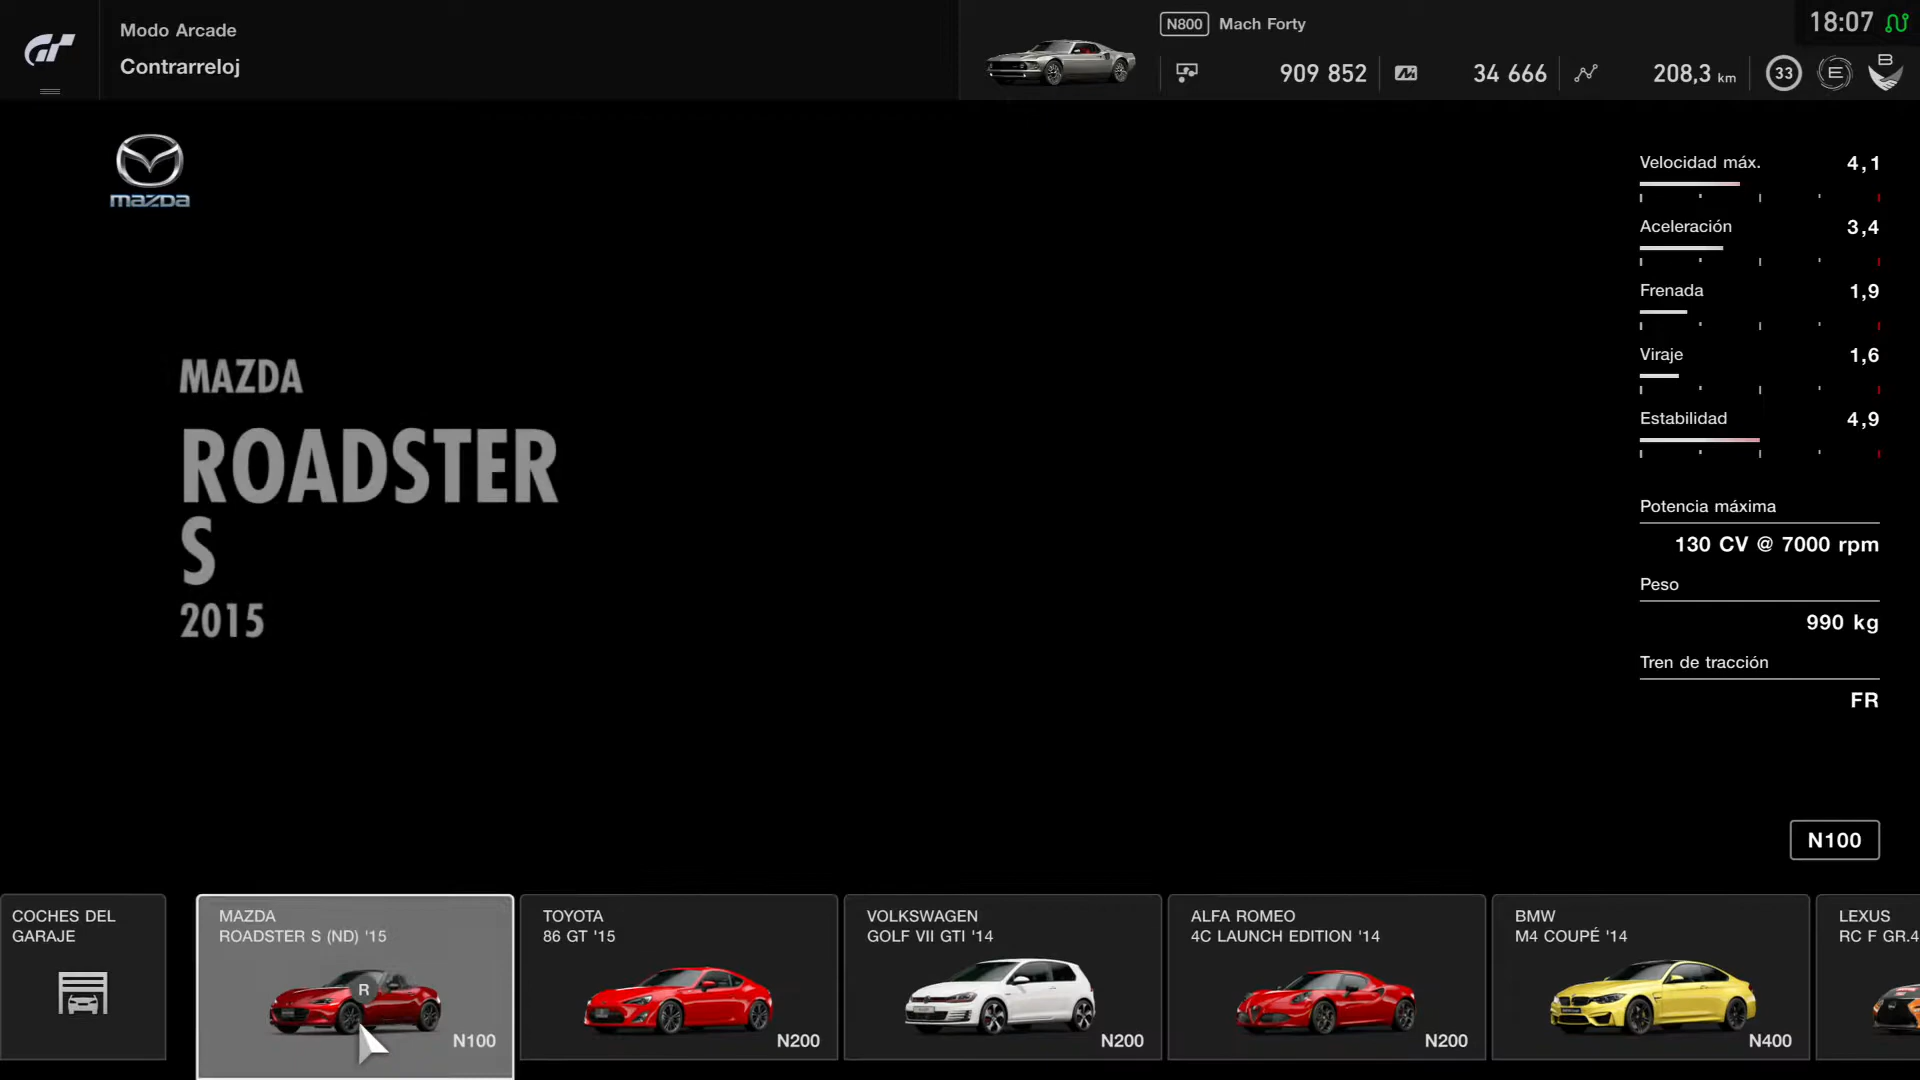 Modo Arcade
Contrarreloj
N800 Mach Forty
909 852
34 666
208,3 km
33
E
B
18:07
mazda
MAZDA
ROADSTER
S
2015
Velocidad máx. 4,1
Aceleración 3,4
Frenada 1,9
Viraje 1,6
Estabilidad 4,9
Potencia máxima
130 CV @ 7000 rpm
Peso
990 kg
Tren de tracción
FR
N100
COCHES DEL
GARAJE
MAZDA
ROADSTER S (ND) '15
R
N100
TOYOTA
86 GT '15
N200
VOLKSWAGEN
GOLF VII GTI '14
N200
ALFA ROMEO
4C LAUNCH EDITION '14
N200
BMW
M4 COUPÉ '14
N400
LEXUS
RC F GR.4